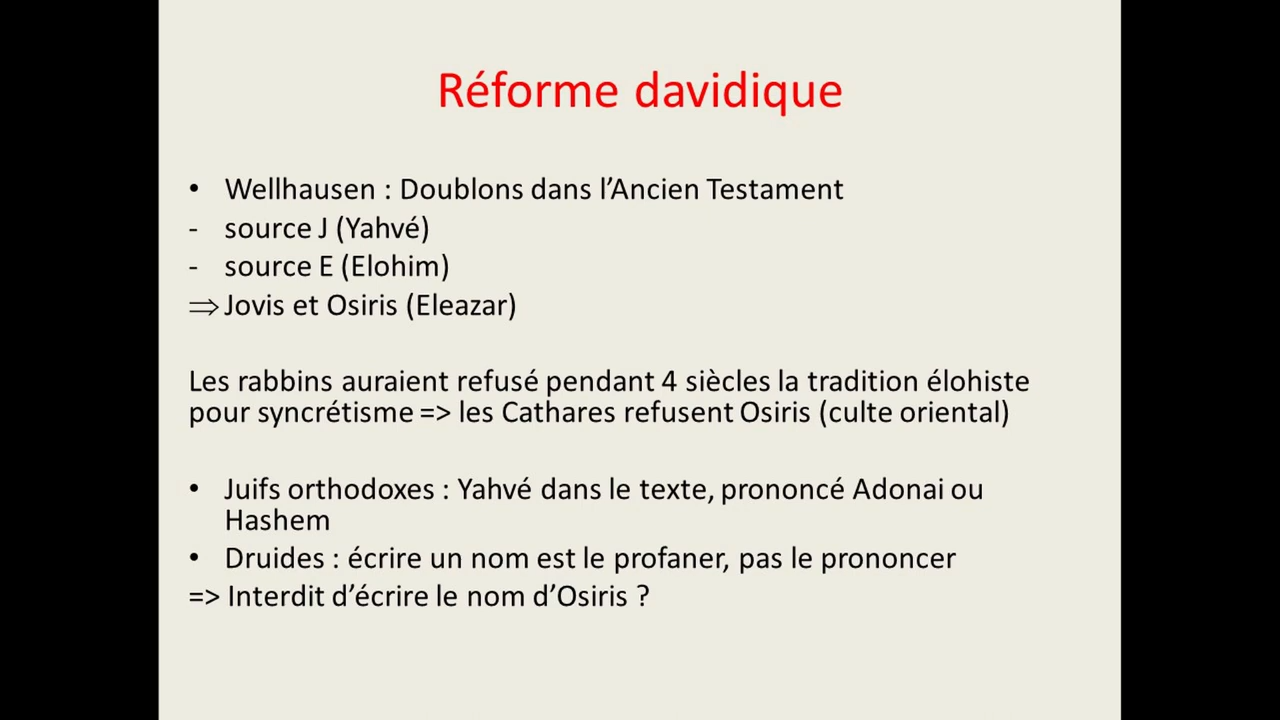 Réforme davidique
• Wellhausen : Doublons dans l’Ancien Testament
- source J (Yahvé)
- source E (Elohim)
⇒ Jovis et Osiris (Eleazar)
Les rabbins auraient refusé pendant 4 siècles la tradition élohiste
pour syncrétisme => les Cathares refusent Osiris (culte oriental)
• Juifs orthodoxes : Yahvé dans le texte, prononcé Adonai ou
Hashem
• Druides : écrire un nom est le profaner, pas le prononcer
=> Interdit d’écrire le nom d’Osiris ?